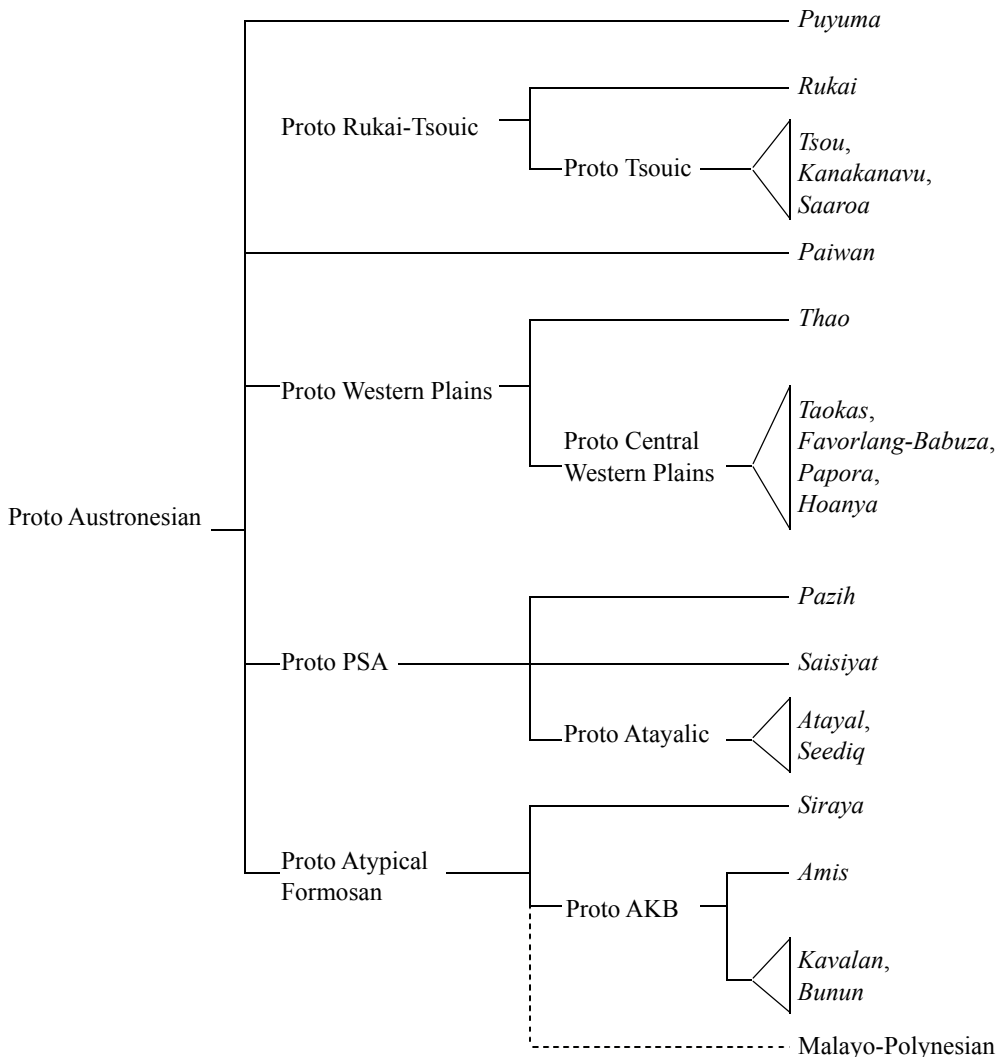 Puyuma
Rukai
Proto Rukai-Tsouic
Proto Tsouic
Tsou,
Kanakanavu,
Saaroa
Paiwan
Thao
Proto Western Plains
Proto Central
Western Plains
Taokas,
Favorlang-Babuza,
Papora,
Hoanya
Proto Austronesian
Pazih
Proto PSA
Saisiyat
Proto Atayalic
Atayal,
Seediq
Siraya
Proto Atypical
Formosan
Amis
Proto AKB
Kavalan,
Bunun
Malayo-Polynesian